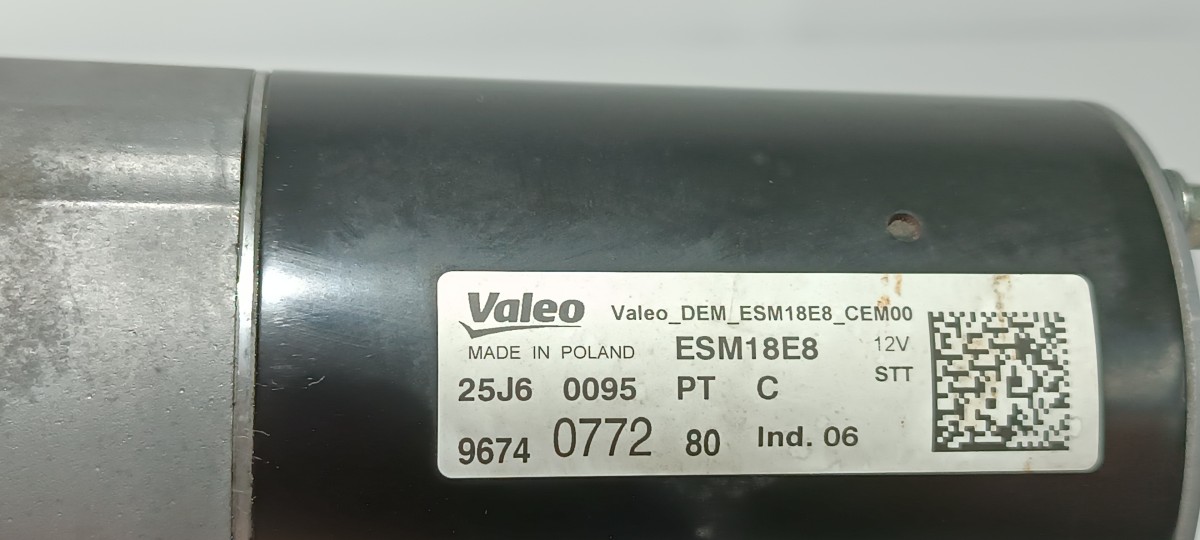 Valeo Valeo_DEM_ESM18E8_CEM00
MADE IN POLAND ESM18E8 12V
STT
25J6 0095 PT C
9674 0772 80 Ind. 06